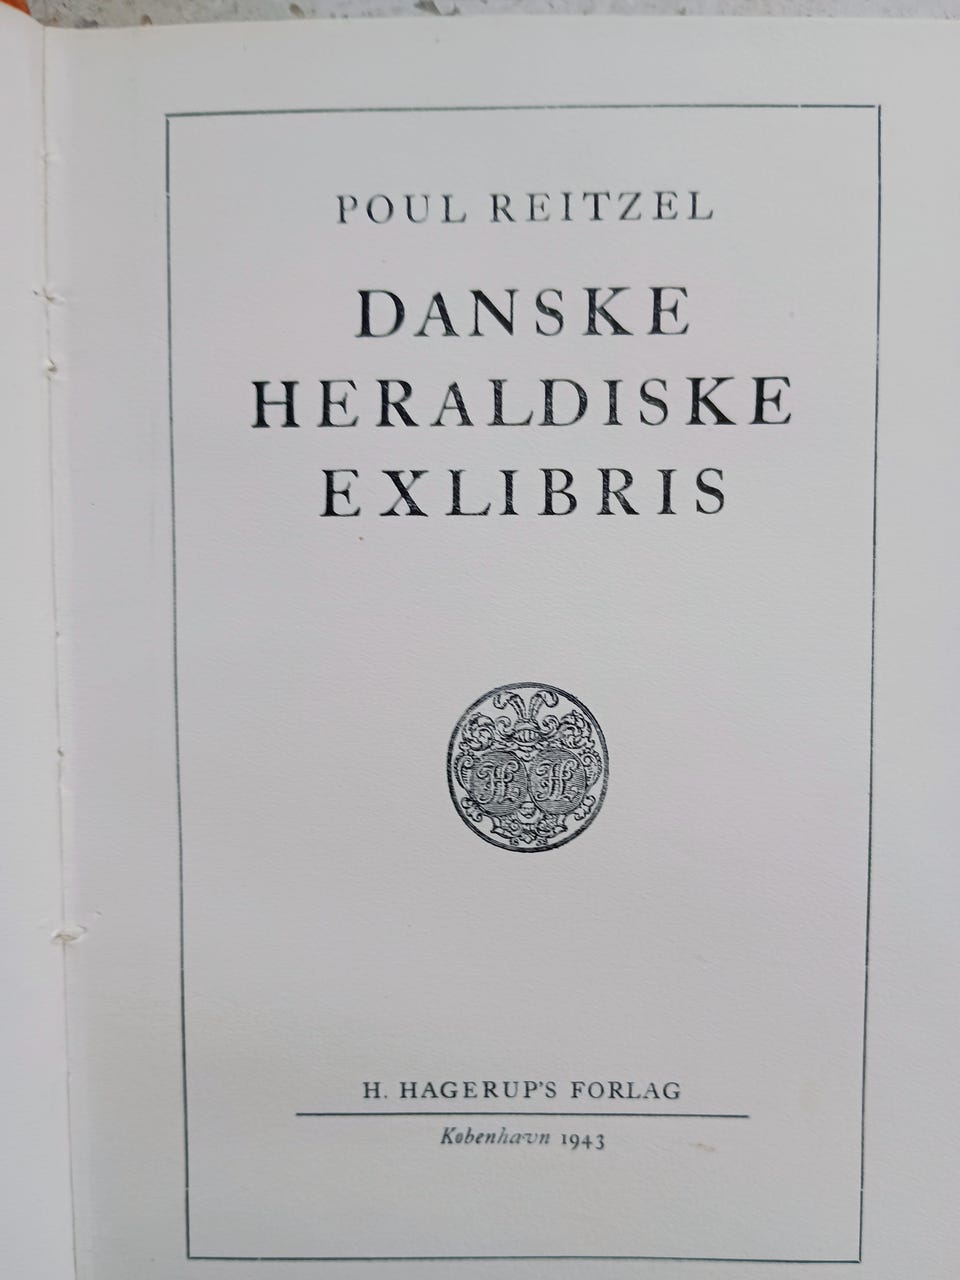 POUL REITZEL
DANSKE
HERALDISKE
EXLIBRIS
H H
H. HAGERUP'S FORLAG
København 1943